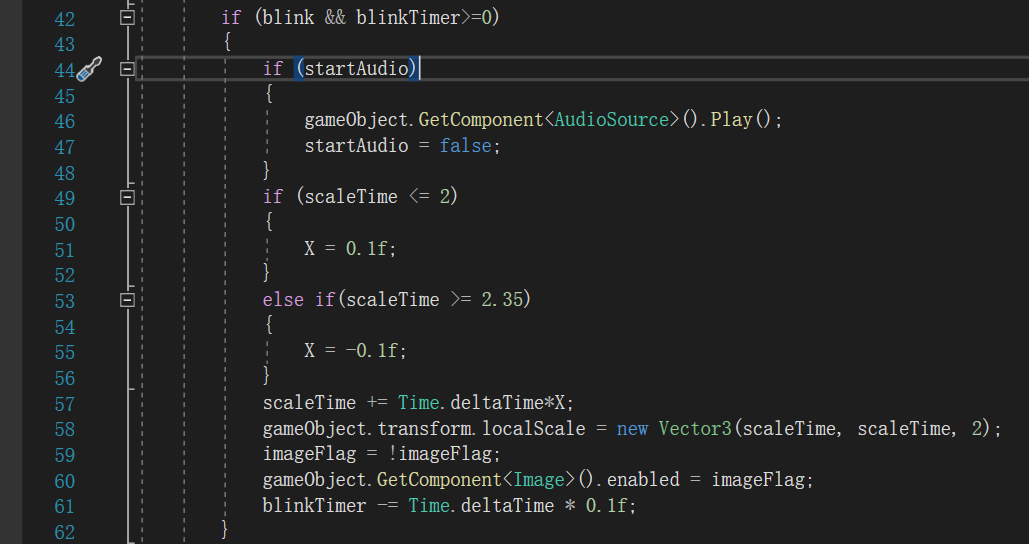 42 if (blink && blinkTimer>=0)
43 {
44 if (startAudio)
45 {
46 gameObject.GetComponent<AudioSource>().Play();
47 startAudio = false;
48 }
49 if (scaleTime <= 2)
50 {
51 X = 0.1f;
52 }
53 else if(scaleTime >= 2.35)
54 {
55 X = -0.1f;
56 }
57 scaleTime += Time.deltaTime*X;
58 gameObject.transform.localScale = new Vector3(scaleTime, scaleTime, 2);
59 imageFlag = !imageFlag;
60 gameObject.GetComponent<Image>().enabled = imageFlag;
61 blinkTimer -= Time.deltaTime * 0.1f;
62 }